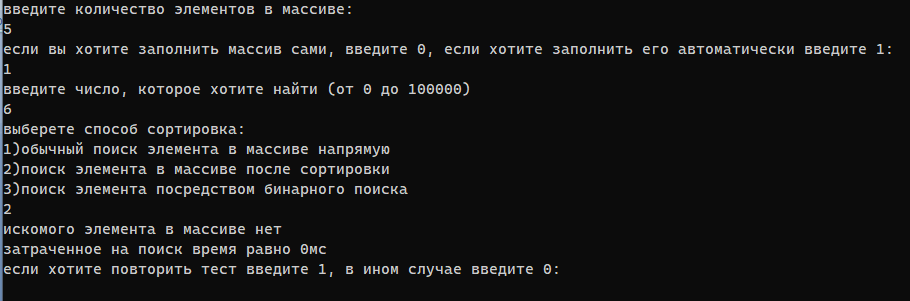 введите количество элементов в массиве:
5
если вы хотите заполнить массив сами, введите 0, если хотите заполнить его автоматически введите 1:
1
введите число, которое хотите найти (от 0 до 100000)
6
выберете способ сортировка:
1)обычный поиск элемента в массиве напрямую
2)поиск элемента в массиве после сортировки
3)поиск элемента посредством бинарного поиска
2
искомого элемента в массиве нет
затраченное на поиск время равно 0мс
если хотите повторить тест введите 1, в ином случае введите 0: